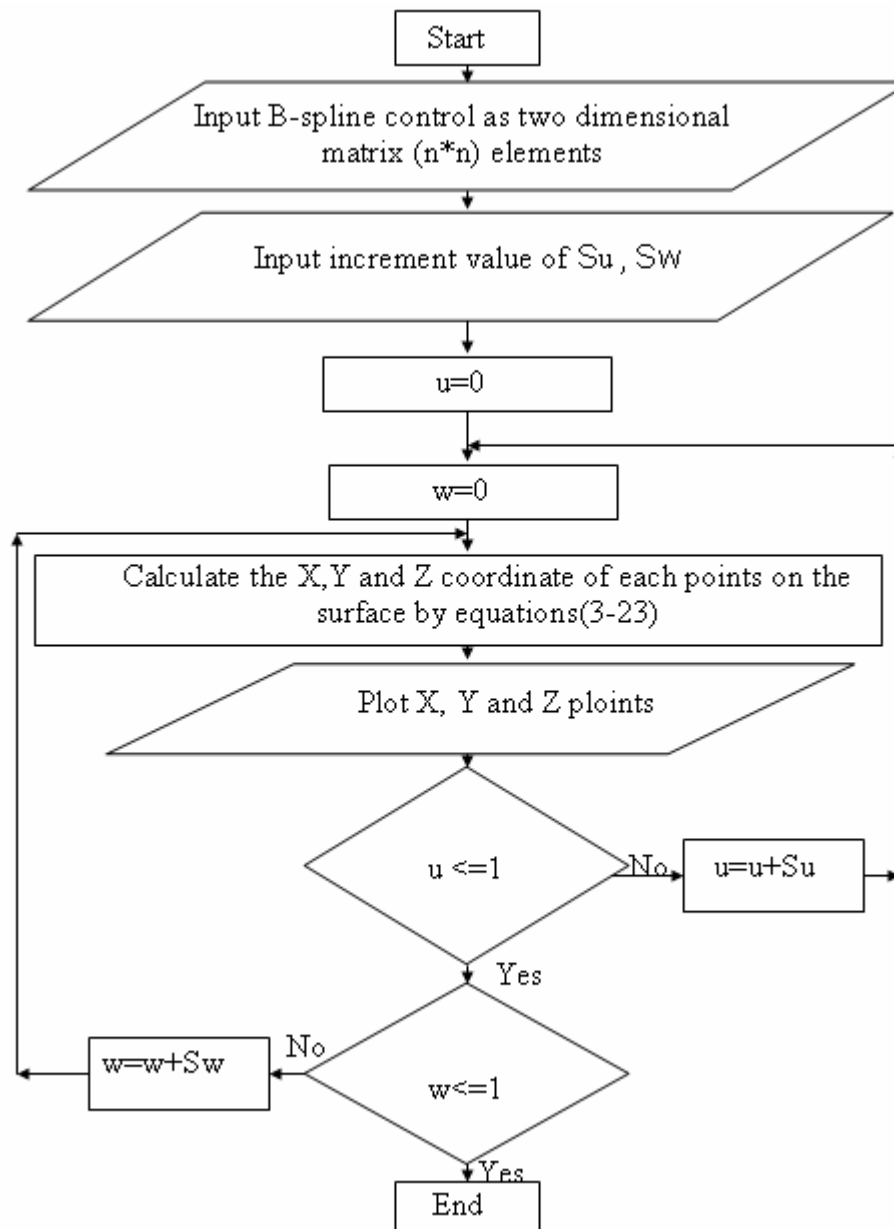 Start
Input B-spline control as two dimensional
matrix (n*n) elements
Input increment value of Su , Sw
u=0
w=0
Calculate the X,Y and Z coordinate of each points on the
surface by equations(3-23)
Plot X, Y and Z ploints
u <=1
No
u=u+Su
Yes
w=w+Sw
No
w<=1
Yes
End